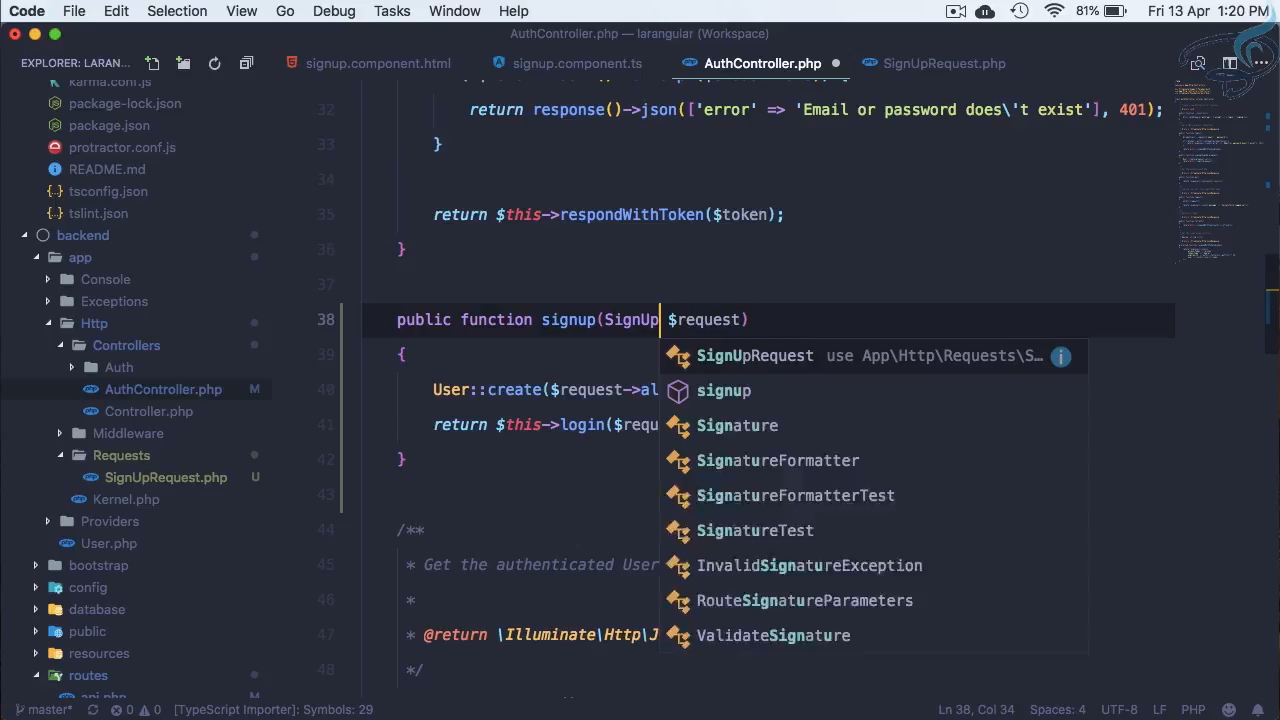 Code File Edit Selection View Go Debug Tasks Window Help 81% Fri 13 Apr 1:20 PM
AuthController.php — larangular (Workspace)
EXPLORER: LARAN... signup.component.html signup.component.ts AuthController.php SignUpRequest.php
karma.conf.js
package-lock.json
package.json
protractor.conf.js
README.md
tsconfig.json
tslint.json
backend
app
Console
Exceptions
Http
Controllers
Auth
AuthController.php M
Controller.php
Middleware
Requests
SignUpRequest.php U
Kernel.php
Providers
User.php
bootstrap
config
database
public
resources
routes
api.php
32 return response()->json(['error' => 'Email or password does\'t exist'], 401);
33 }
34
35 return $this->respondWithToken($token);
36 }
37
38 public function signup(SignUp $request)
39 {
40 User::create($request->al
41 return $this->login($requ
42 }
43
44 /**
45 * Get the authenticated User
46 *
47 * @return \Illuminate\Http\J
48 */
SignUpRequest use App\Http\Requests\S...
signup
Signature
SignatureFormatter
SignatureFormatterTest
SignatureTest
InvalidSignatureException
RouteSignatureParameters
ValidateSignature
master* 0 0 [TypeScript Importer]: Symbols: 29 Ln 38, Col 34 Spaces: 4 UTF-8 LF PHP